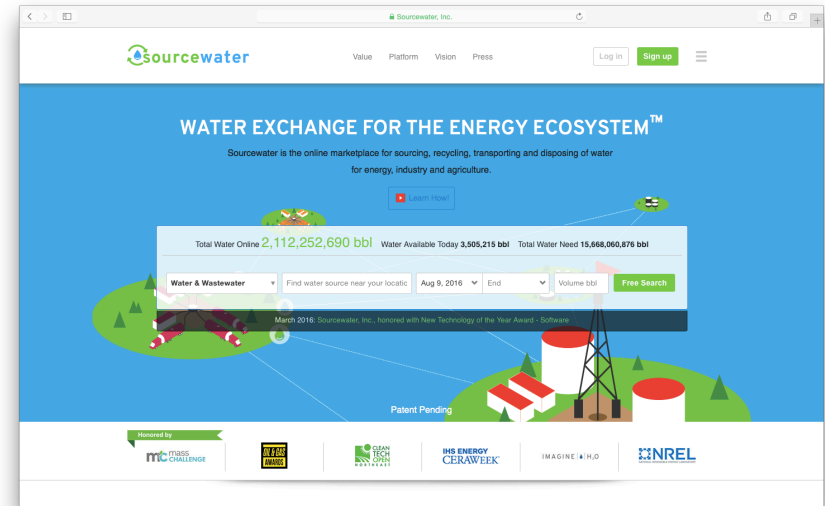 Sourcewater, Inc.
sourcewater
Value Platform Vision Press
Log In Sign up
WATER EXCHANGE FOR THE ENERGY ECOSYSTEM™
Sourcewater is the online marketplace for sourcing, recycling, transporting and disposing of water
for energy, industry and agriculture.
Learn How!
Total Water Online 2,112,252,690 bbl Water Available Today 3,505,215 bbl Total Water Need 15,668,060,876 bbl
Water & Wastewater Find water source near your locatic Aug 9, 2016 End Volume bbl Free Search
March 2016: Sourcewater, Inc., honored with New Technology of the Year Award - Software
Patent Pending
Honored by
mc mass CHALLENGE
OIL & GAS
AWARDS
CLEAN
TECH
OPEN
NORTHEAST
IHS ENERGY
CERAWEEK
IMAGINE H2O
NREL